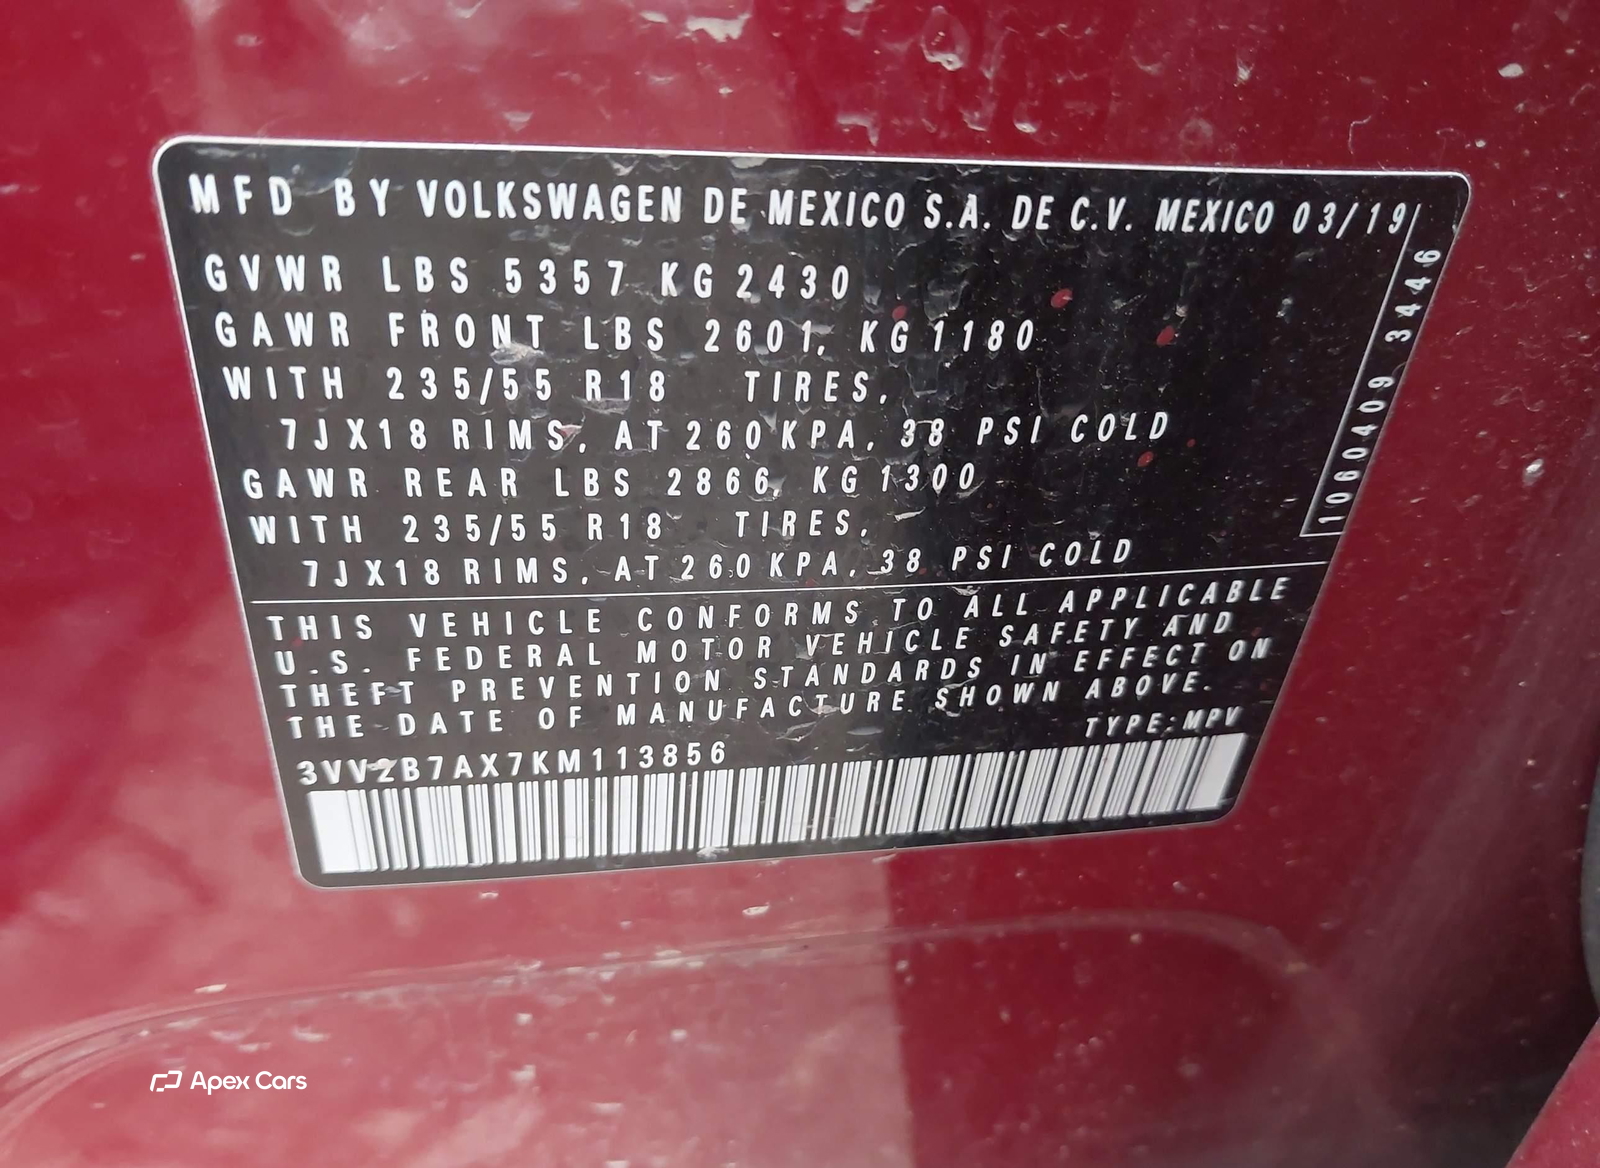 MFD BY VOLKSWAGEN DE MEXICO S.A. DE C.V. MEXICO 03/19
GVWR LBS 5357 KG 2430
GAWR FRONT LBS 2601, KG 1180
WITH 235/55 R18 TIRES,
7JX18 RIMS, AT 260 KPA, 38 PSI COLD
GAWR REAR LBS 2866, KG 1300
WITH 235/55 R18 TIRES,
7JX18 RIMS, AT 260 KPA, 38 PSI COLD
1060409 3446
THIS VEHICLE CONFORMS TO ALL APPLICABLE
U.S. FEDERAL MOTOR VEHICLE SAFETY AND
THEFT PREVENTION STANDARDS IN EFFECT ON
THE DATE OF MANUFACTURE SHOWN ABOVE.
TYPE: MPV
3VV2B7AX7KM113856
Apex Cars